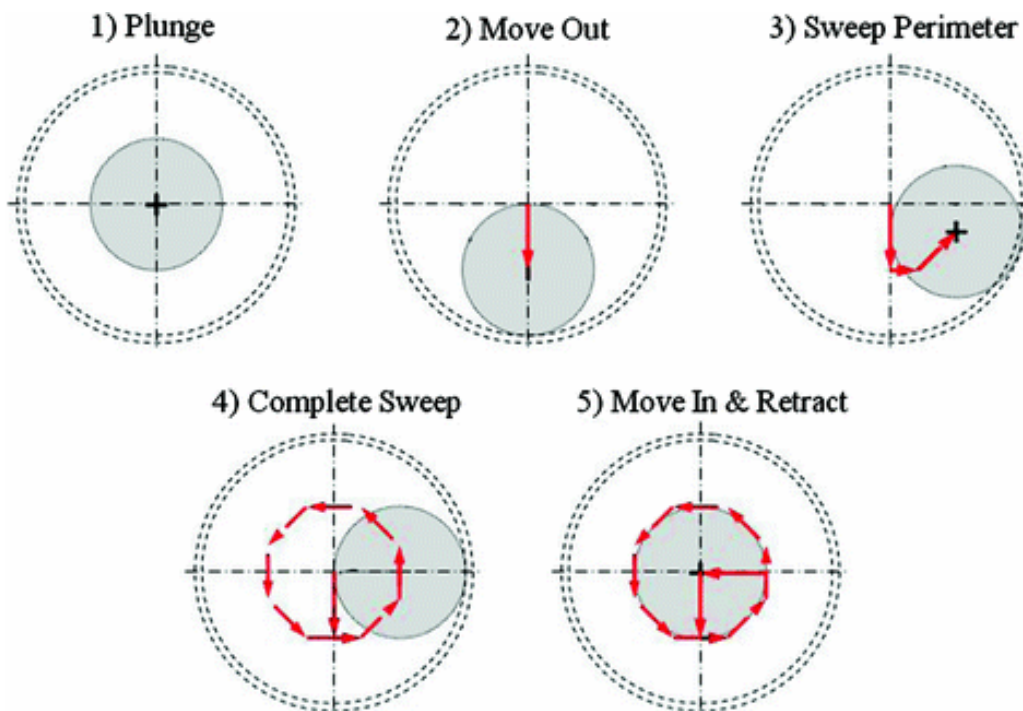 1) Plunge
2) Move Out
3) Sweep Perimeter
4) Complete Sweep
5) Move In & Retract